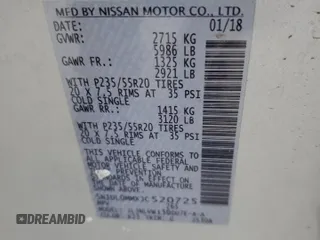 MFD BY NISSAN MOTOR CO., LTD.
DATE: 01/18
GVWR: 2715 KG
5986 LB
GAWR FR.: 1325 KG
2921 LB
WITH P235/55R20 TIRES
20 X 7.5 RIMS AT 35 PSI
COLD SINGLE
GAWR RR.: 1415 KG
3120 LB
WITH P235/55R20 TIRES
20 X 7.5 RIMS AT 35 PSI
COLD SINGLE
THIS VEHICLE CONFORMS TO ALL
APPLICABLE FEDERAL MOTOR
VEHICLE SAFETY AND
THEFT PREVENTION STANDARDS
IN EFFECT ON THE DATE OF
MANUFACTURE SHOWN ABOVE.
C520725